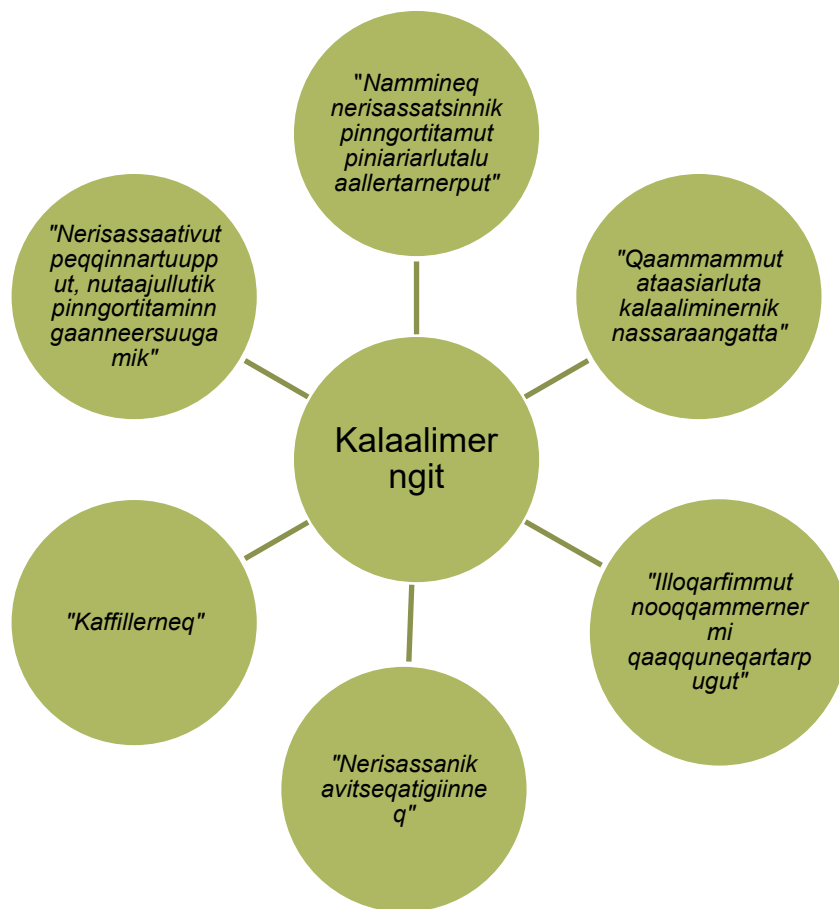 "Nammineq
nerisassatsinnik
pinngortitamut
piniariarlutalu
aallertarnerput"
"Nerisassaativut
peqqinnartuupp
ut, nutaajullutik
pinngortitaminn
gaanneersuuga
mik"
"Qaammammut
ataasiarluta
kalaaliminernik
nassaraangatta"
Kalaalimer
ngit
"Kaffillerneq"
"Illoqarfimmut
nooqqammerner
mi
qaaqquneqartarp
ugut"
"Nerisassanik
avitseqatigiinne
q"